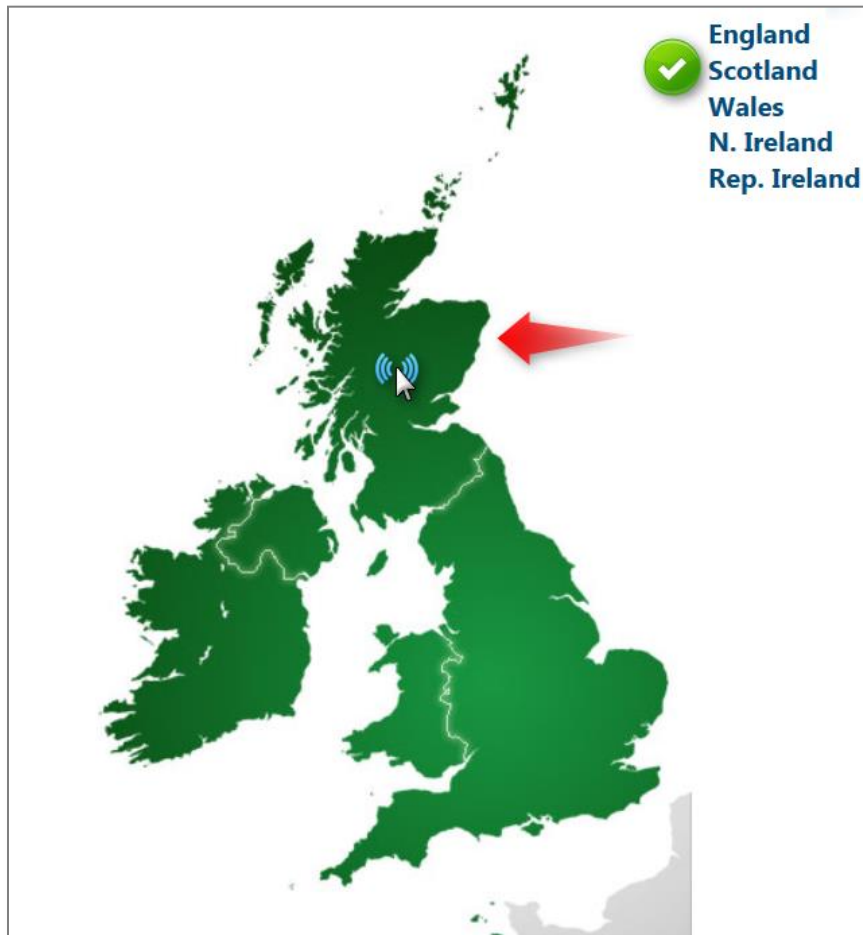 England
Scotland
Wales
N. Ireland
Rep. Ireland